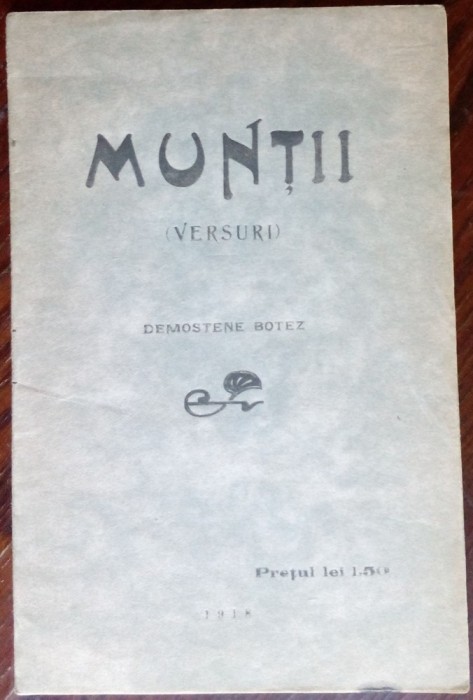 MUNȚII
(VERSURI)
DEMOSTENE BOTEZ
Prețul lei 1.50
1918